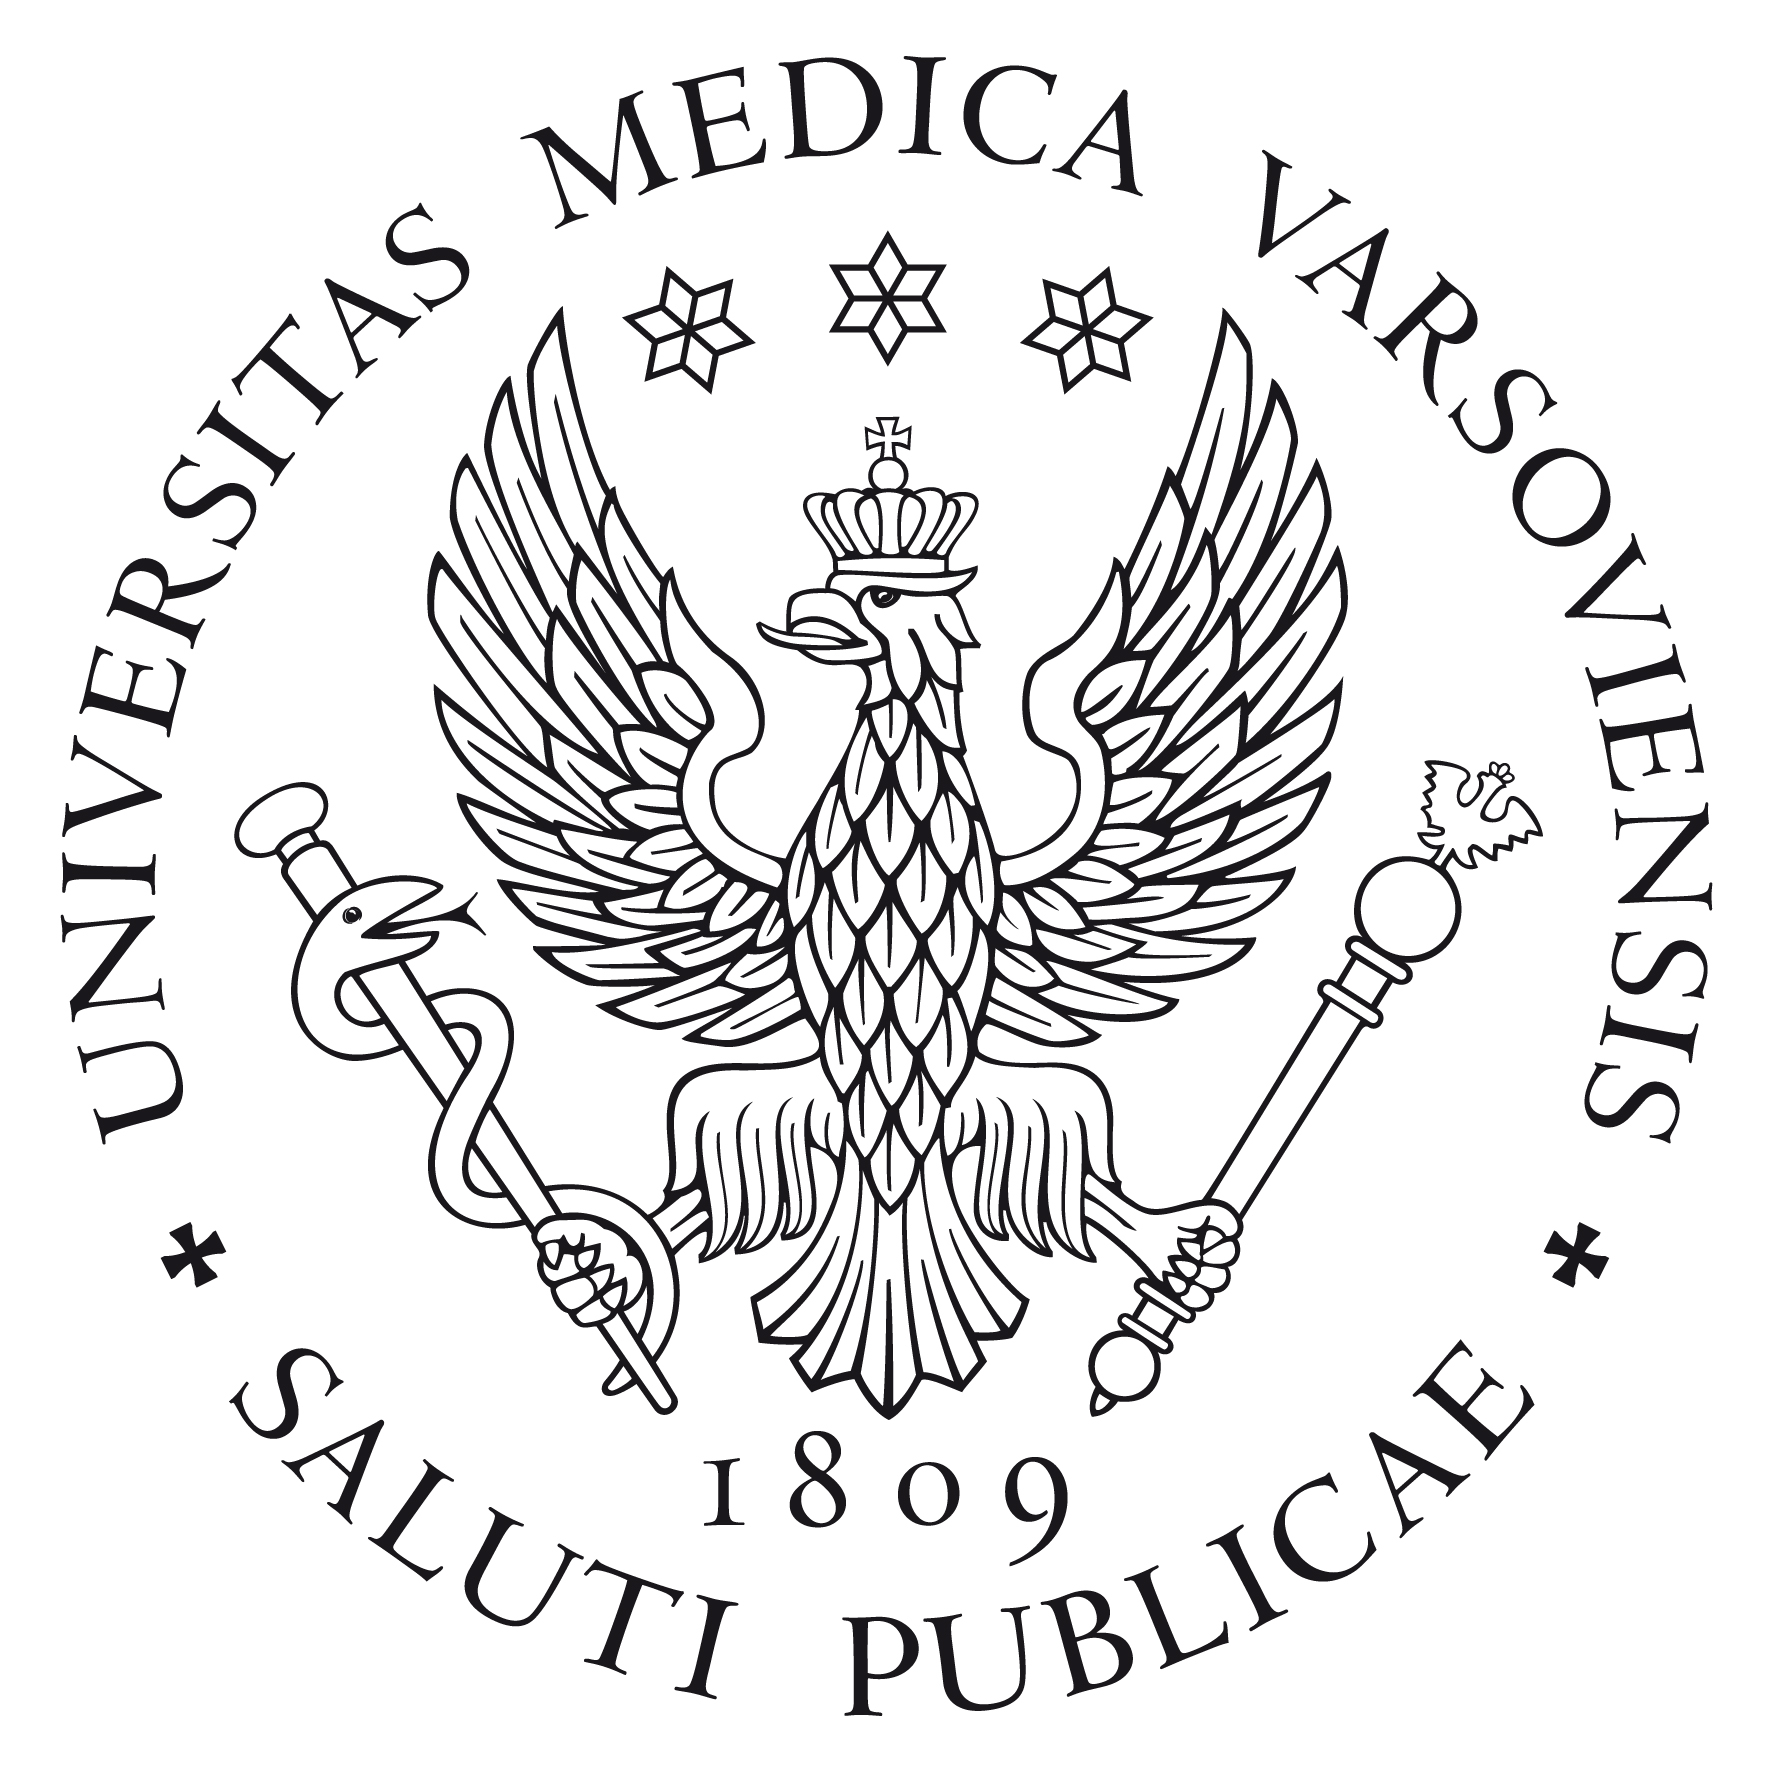 UNIVERSITAS MEDICA VARSOVIENSIS
1809
SALUTI PUBLICAE